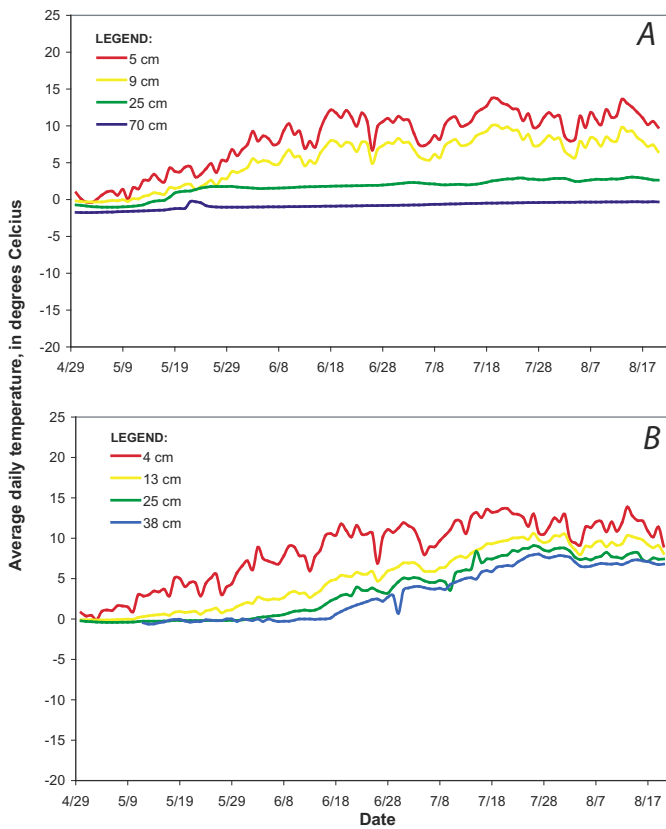 Average daily temperature, in degrees Celcius
A
LEGEND:
5 cm
9 cm
25 cm
70 cm
25
20
15
10
5
0
-5
-10
-15
-20
4/29 5/9 5/19 5/29 6/8 6/18 6/28 7/8 7/18 7/28 8/7 8/17
B
LEGEND:
4 cm
13 cm
25 cm
38 cm
25
20
15
10
5
0
-5
-10
-15
-20
4/29 5/9 5/19 5/29 6/8 6/18 6/28 7/8 7/18 7/28 8/7 8/17
Date